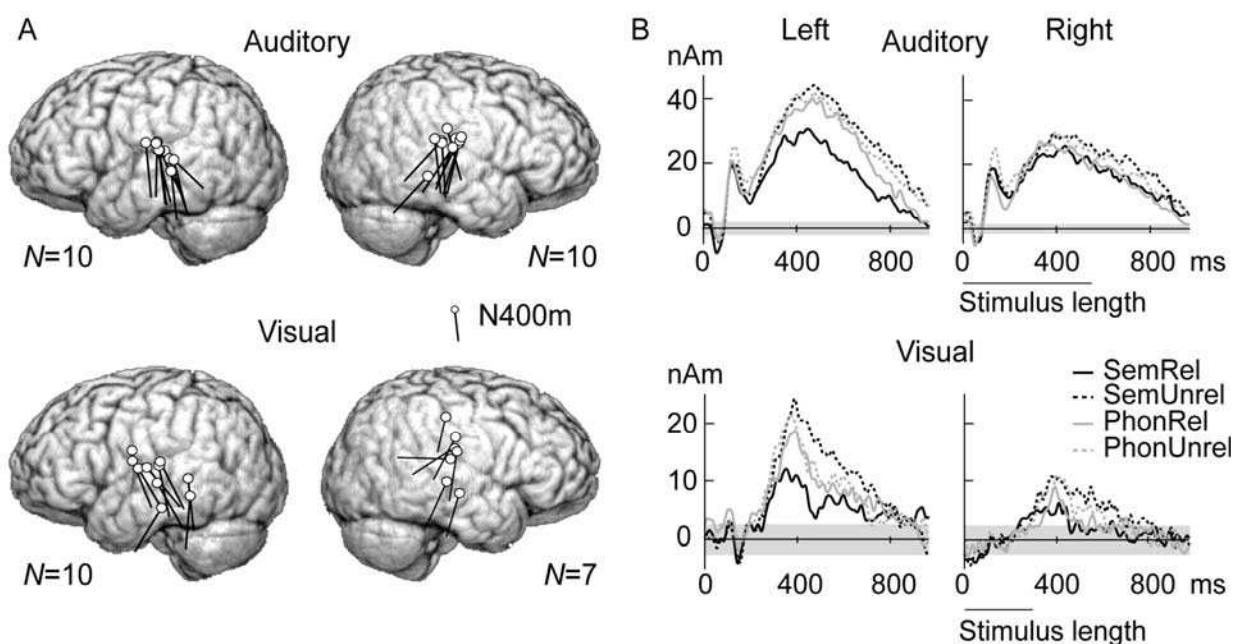 A
Auditory
N=10
N=10
Visual
N400m
N=10
N=7
B
Left
Auditory
Right
nAm
40
20
0
0
400
800
0
400
800
ms
Stimulus length
Visual
nAm
SemRel
SemUnrel
PhonRel
PhonUnrel
20
10
0
0
400
800
0
400
800
ms
Stimulus length